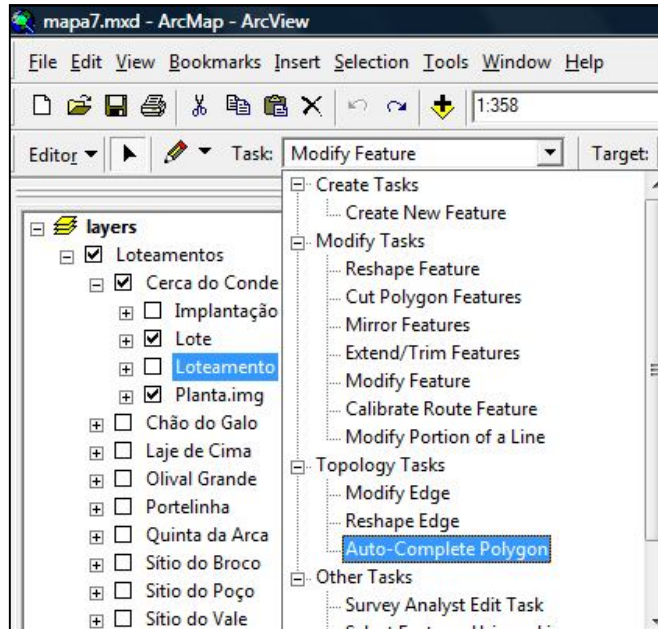 mapa7.mxd - ArcMap - ArcView
File Edit View Bookmarks Insert Selection Tools Window Help
1:358
Editor Task: Modify Feature Target:
layers
Loteamentos
Cerca do Conde
Implantação
Lote
Loteamento
Planta.img
Chão do Galo
Laje de Cima
Olival Grande
Portelinha
Quinta da Arca
Sítio do Broco
Sitio do Poço
Sítio do Vale
Create Tasks
Create New Feature
Modify Tasks
Reshape Feature
Cut Polygon Features
Mirror Features
Extend/Trim Features
Modify Feature
Calibrate Route Feature
Modify Portion of a Line
Topology Tasks
Modify Edge
Reshape Edge
Auto-Complete Polygon
Other Tasks
Survey Analyst Edit Task